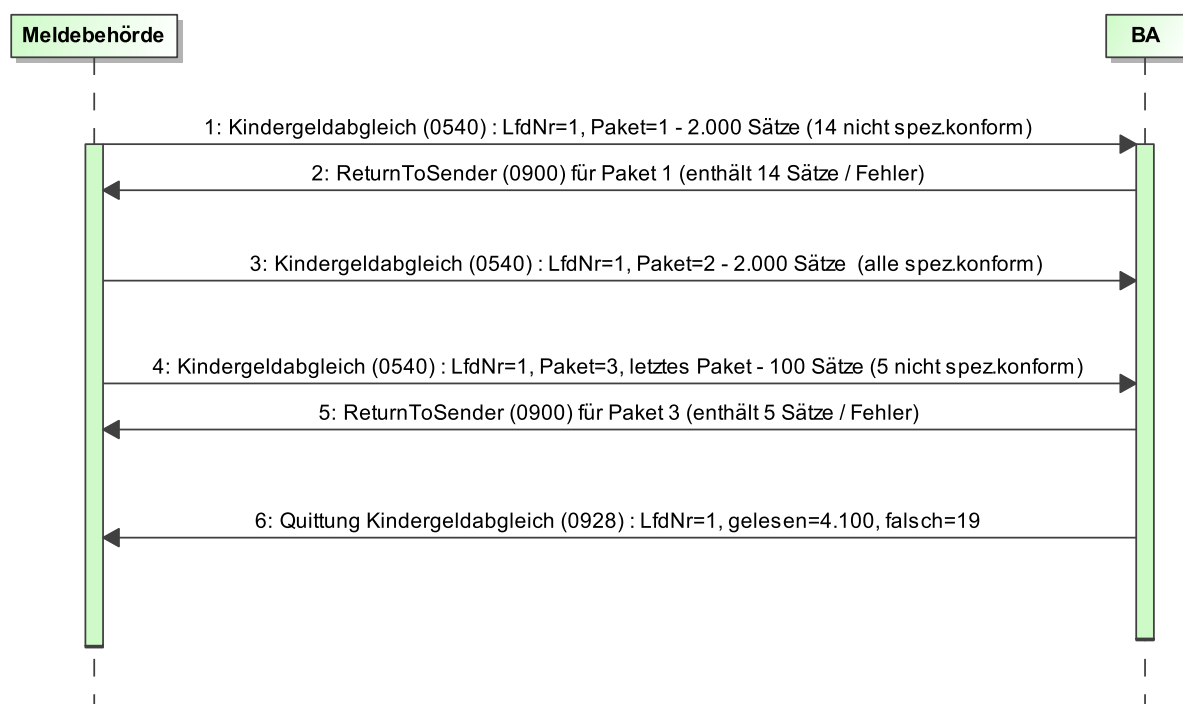 Meldebehörde
BA
1: Kindergeldabgleich (0540) : LfdNr=1, Paket=1 - 2.000 Sätze (14 nicht spez.konform)
2: ReturnToSender (0900) für Paket 1 (enthält 14 Sätze / Fehler)
3: Kindergeldabgleich (0540) : LfdNr=1, Paket=2 - 2.000 Sätze  (alle spez.konform)
4: Kindergeldabgleich (0540) : LfdNr=1, Paket=3, letztes Paket - 100 Sätze (5 nicht spez.konform)
5: ReturnToSender (0900) für Paket 3 (enthält 5 Sätze / Fehler)
6: Quittung Kindergeldabgleich (0928) : LfdNr=1, gelesen=4.100, falsch=19